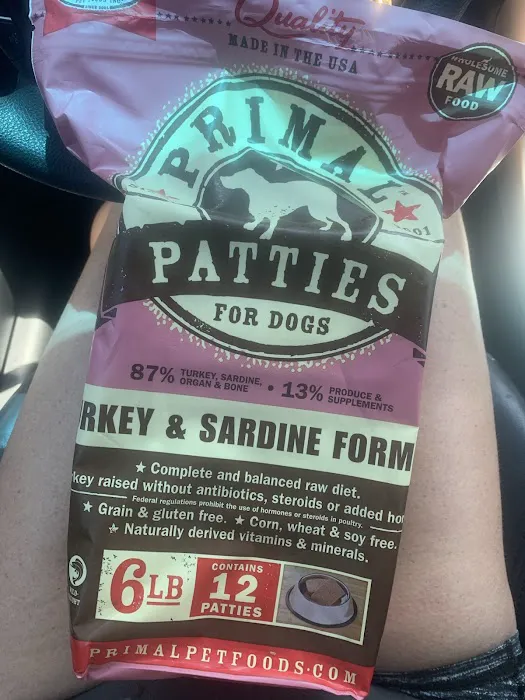 Quality
MADE IN THE USA
WHOLESOME
RAW
FOOD
PRIMAL
PATTIES
FOR DOGS
87% TURKEY, SARDINE, ORGAN & BONE • 13% PRODUCE & SUPPLEMENTS
RKEY & SARDINE FORM
★ Complete and balanced raw diet.
key raised without antibiotics, steroids or added ho
Federal regulations prohibit the use of hormones or steroids in poultry.
★ Grain & gluten free. ★ Corn, wheat & soy free.
★ Naturally derived vitamins & minerals.
6 LB
CONTAINS
12
PATTIES
PRIMALPETFOODS.COM